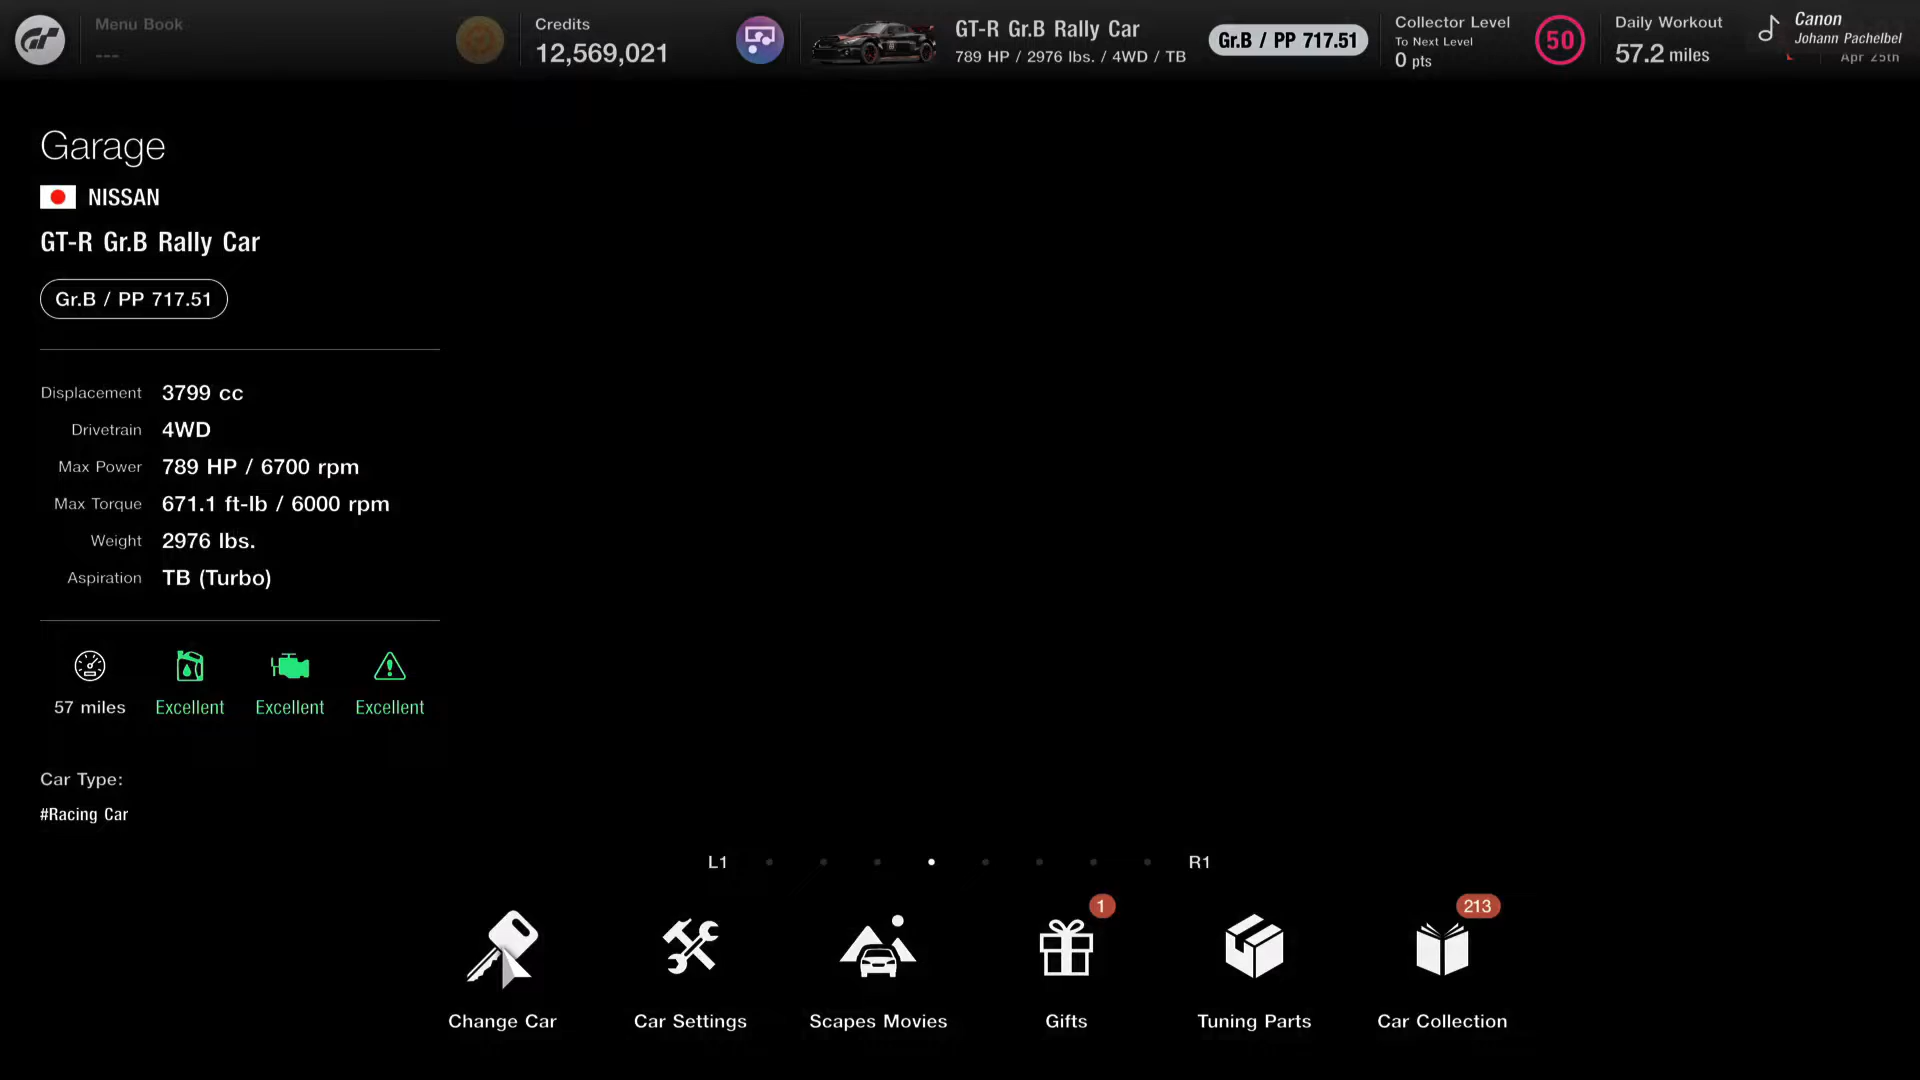 Menu Book
---
Credits
12,569,021
GT-R Gr.B Rally Car
789 HP / 2976 lbs. / 4WD / TB
Gr.B / PP 717.51
Collector Level
To Next Level
0 pts
50
Daily Workout
57.2 miles
Canon
Johann Pachelbel
Apr 25th
Garage
NISSAN
GT-R Gr.B Rally Car
Gr.B / PP 717.51
Displacement 3799 cc
Drivetrain 4WD
Max Power 789 HP / 6700 rpm
Max Torque 671.1 ft-lb / 6000 rpm
Weight 2976 lbs.
Aspiration TB (Turbo)
57 miles Excellent Excellent Excellent
Car Type:
#Racing Car
L1 R1
1 213
Change Car Car Settings Scapes Movies Gifts Tuning Parts Car Collection